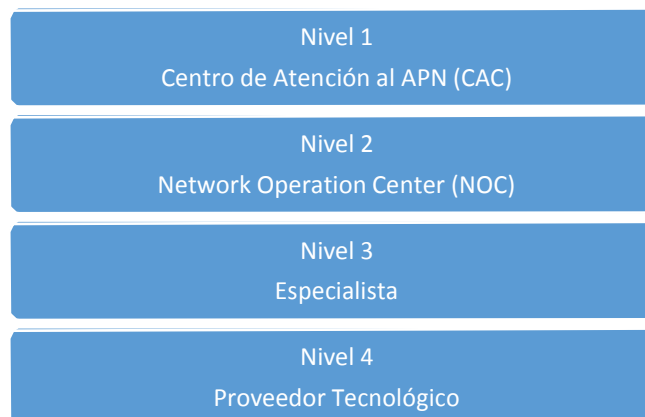 Nivel 1
Centro de Atención al APN (CAC)
Nivel 2
Network Operation Center (NOC)
Nivel 3
Especialista
Nivel 4
Proveedor Tecnológico